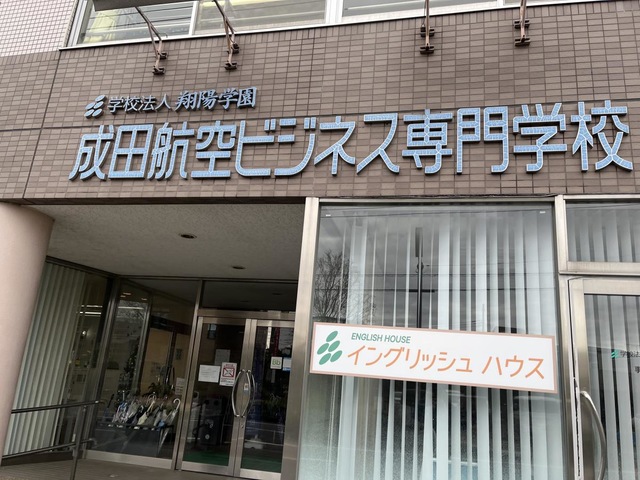 学校法人 翔陽学園
成田航空ビジネス専門学校
ENGLISH HOUSE
イングリッシュ ハウス